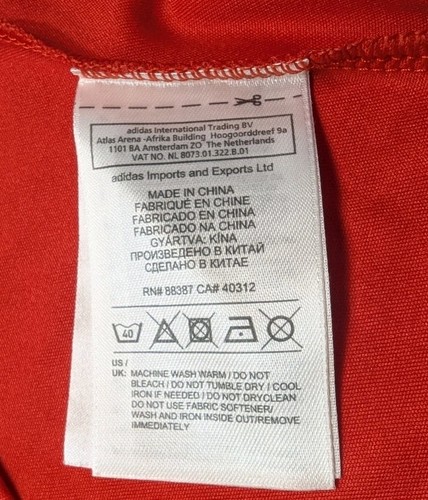 adidas International Trading BV
Atlas Arena -Afrika Building Hoogoorddreef 9a
1101 BA Amsterdam ZO The Netherlands
VAT NO. NL 8073.01.322.B.01
adidas Imports and Exports Ltd
MADE IN CHINA
FABRIQUÉ EN CHINE
FABRICADO EN CHINA
FABRICADO NA CHINA
GYÁRTVA: KÍNA
ПРОИЗВЕДЕНО В КИТАЙ
СДЕЛАНО В КИТАЕ
RN# 88387 CA# 40312
40
US /
UK: MACHINE WASH WARM / DO NOT
BLEACH / DO NOT TUMBLE DRY / COOL
IRON IF NEEDED / DO NOT DRYCLEAN
DO NOT USE FABRIC SOFTENER/
WASH AND IRON INSIDE OUT/REMOVE
IMMEDIATELY